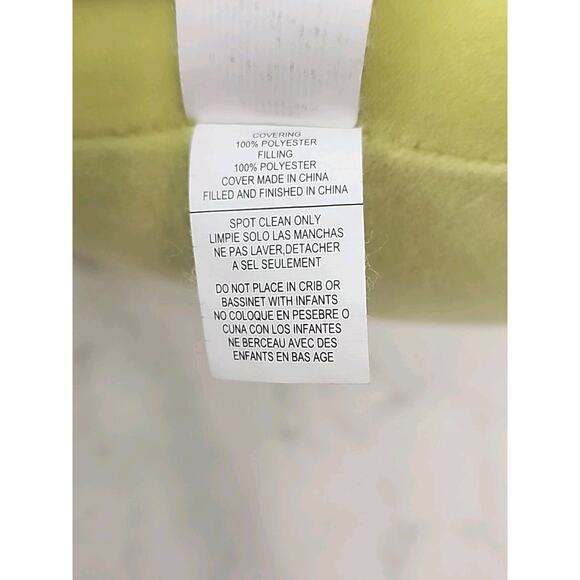 COVERING
100% POLYESTER
FILLING
100% POLYESTER
COVER MADE IN CHINA
FILLED AND FINISHED IN CHINA
SPOT CLEAN ONLY
LIMPIE SOLO LAS MANCHAS
NE PAS LAVER,DETACHER
A SEL SEULEMENT
DO NOT PLACE IN CRIB OR
BASSINET WITH INFANTS
NO COLOQUE EN PESEBRE O
CUNA CON LOS INFANTES
NE BERCEAU AVEC DES
ENFANTS EN BAS AGE